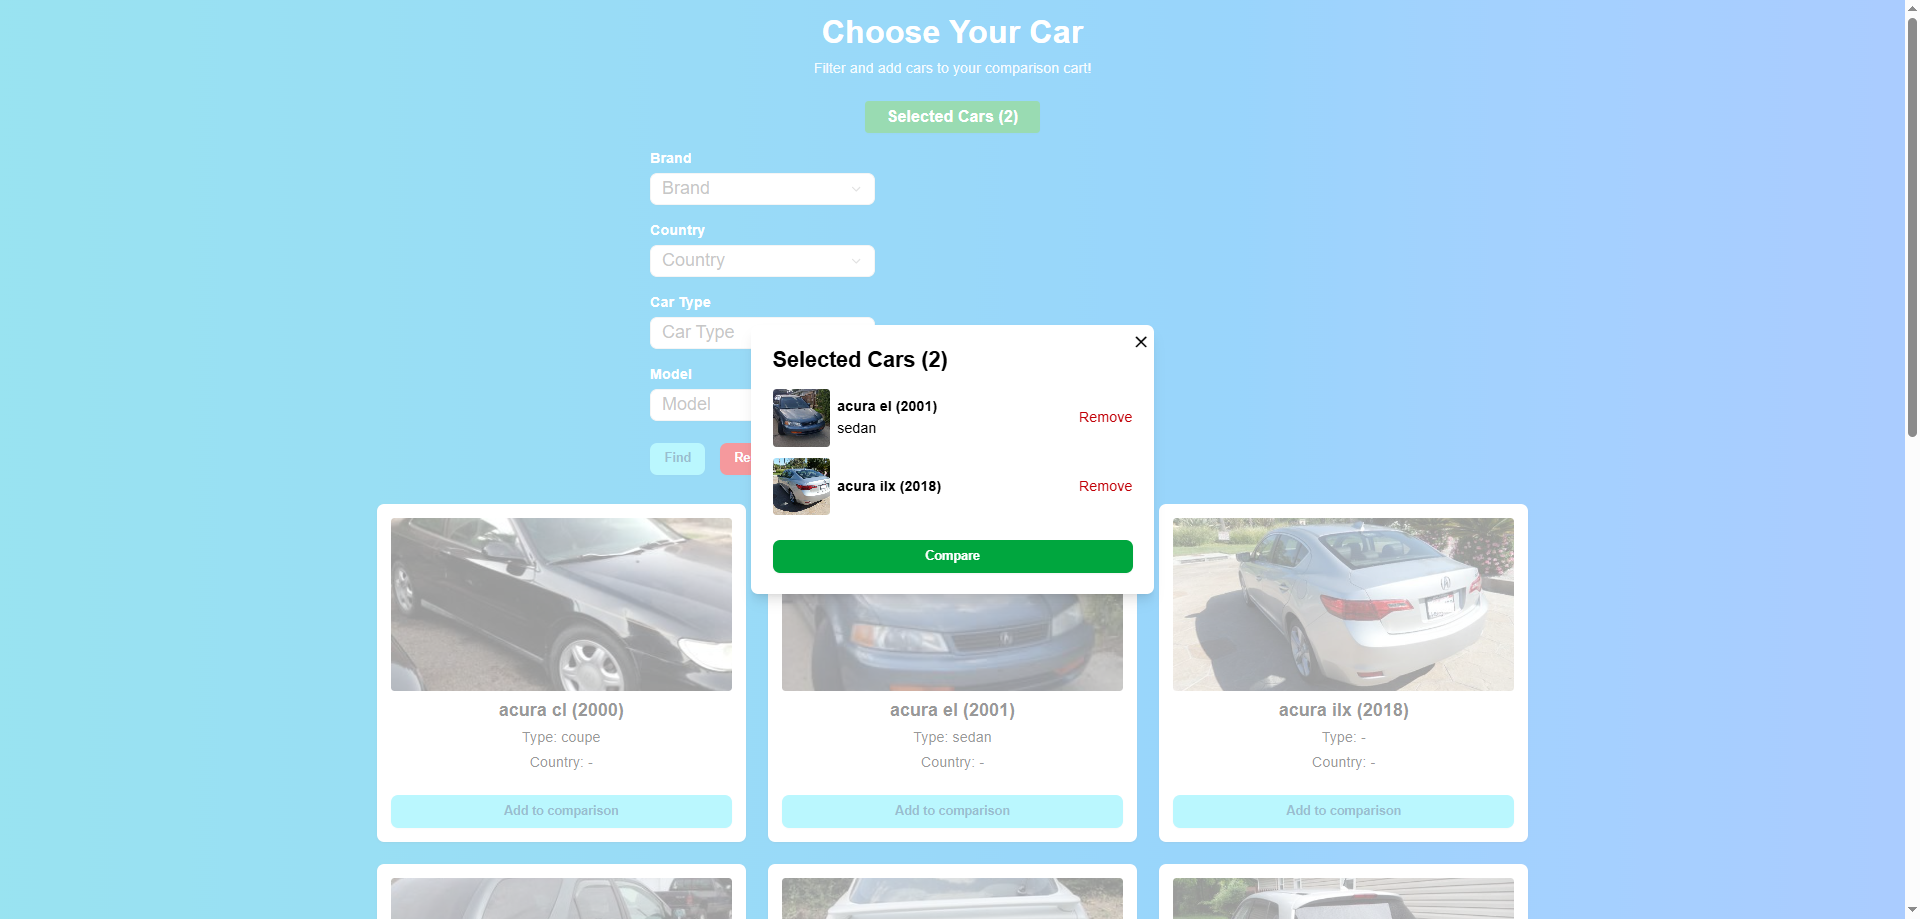 Choose Your Car
Filter and add cars to your comparison cart!
Selected Cars (2)
Brand
Brand
Country
Country
Car Type
Car Type
Model
Model
Find
Re
Selected Cars (2)
acura el (2001)
sedan
Remove
acura ilx (2018)
Remove
Compare
acura cl (2000)
Type: coupe
Country: -
Add to comparison
acura el (2001)
Type: sedan
Country: -
Add to comparison
acura ilx (2018)
Type: -
Country: -
Add to comparison